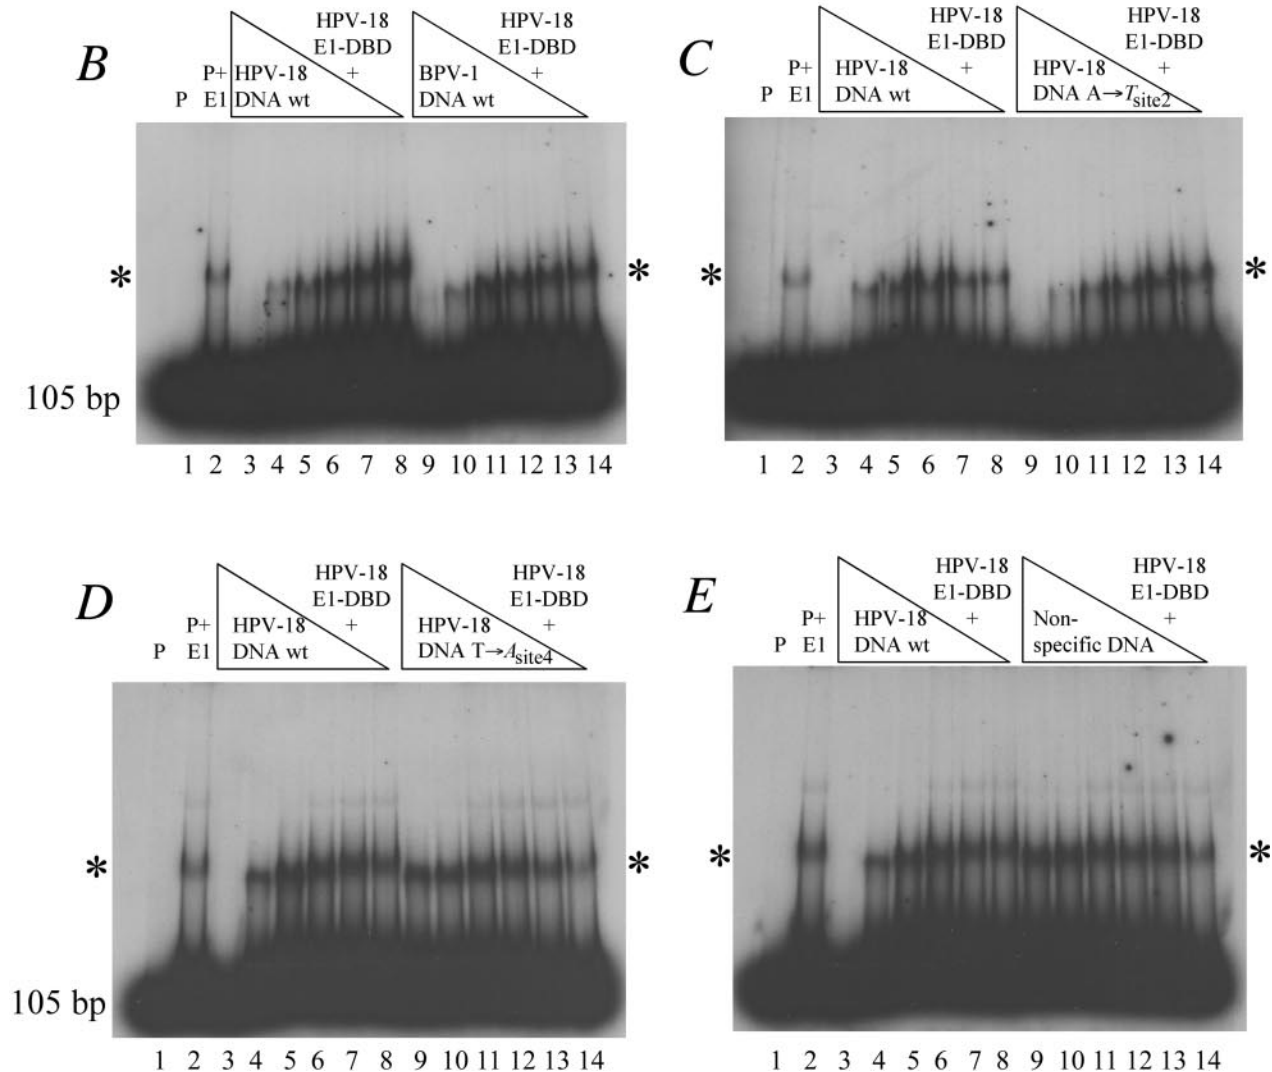 B
HPV-18
E1-DBD
+
HPV-18
E1-DBD
+
P
P+
E1
HPV-18
DNA wt
BPV-1
DNA wt
*
*
105 bp
1 2 3 4 5 6 7 8 9 10 11 12 13 14
C
HPV-18
E1-DBD
+
HPV-18
E1-DBD
+
P
P+
E1
HPV-18
DNA wt
HPV-18
DNA A→Tsite2
*
*
1 2 3 4 5 6 7 8 9 10 11 12 13 14
D
HPV-18
E1-DBD
+
HPV-18
E1-DBD
+
P
P+
E1
HPV-18
DNA wt
HPV-18
DNA T→Asite4
*
*
105 bp
1 2 3 4 5 6 7 8 9 10 11 12 13 14
E
HPV-18
E1-DBD
+
HPV-18
E1-DBD
+
P
P+
E1
HPV-18
DNA wt
Non-
specific DNA
*
*
1 2 3 4 5 6 7 8 9 10 11 12 13 14